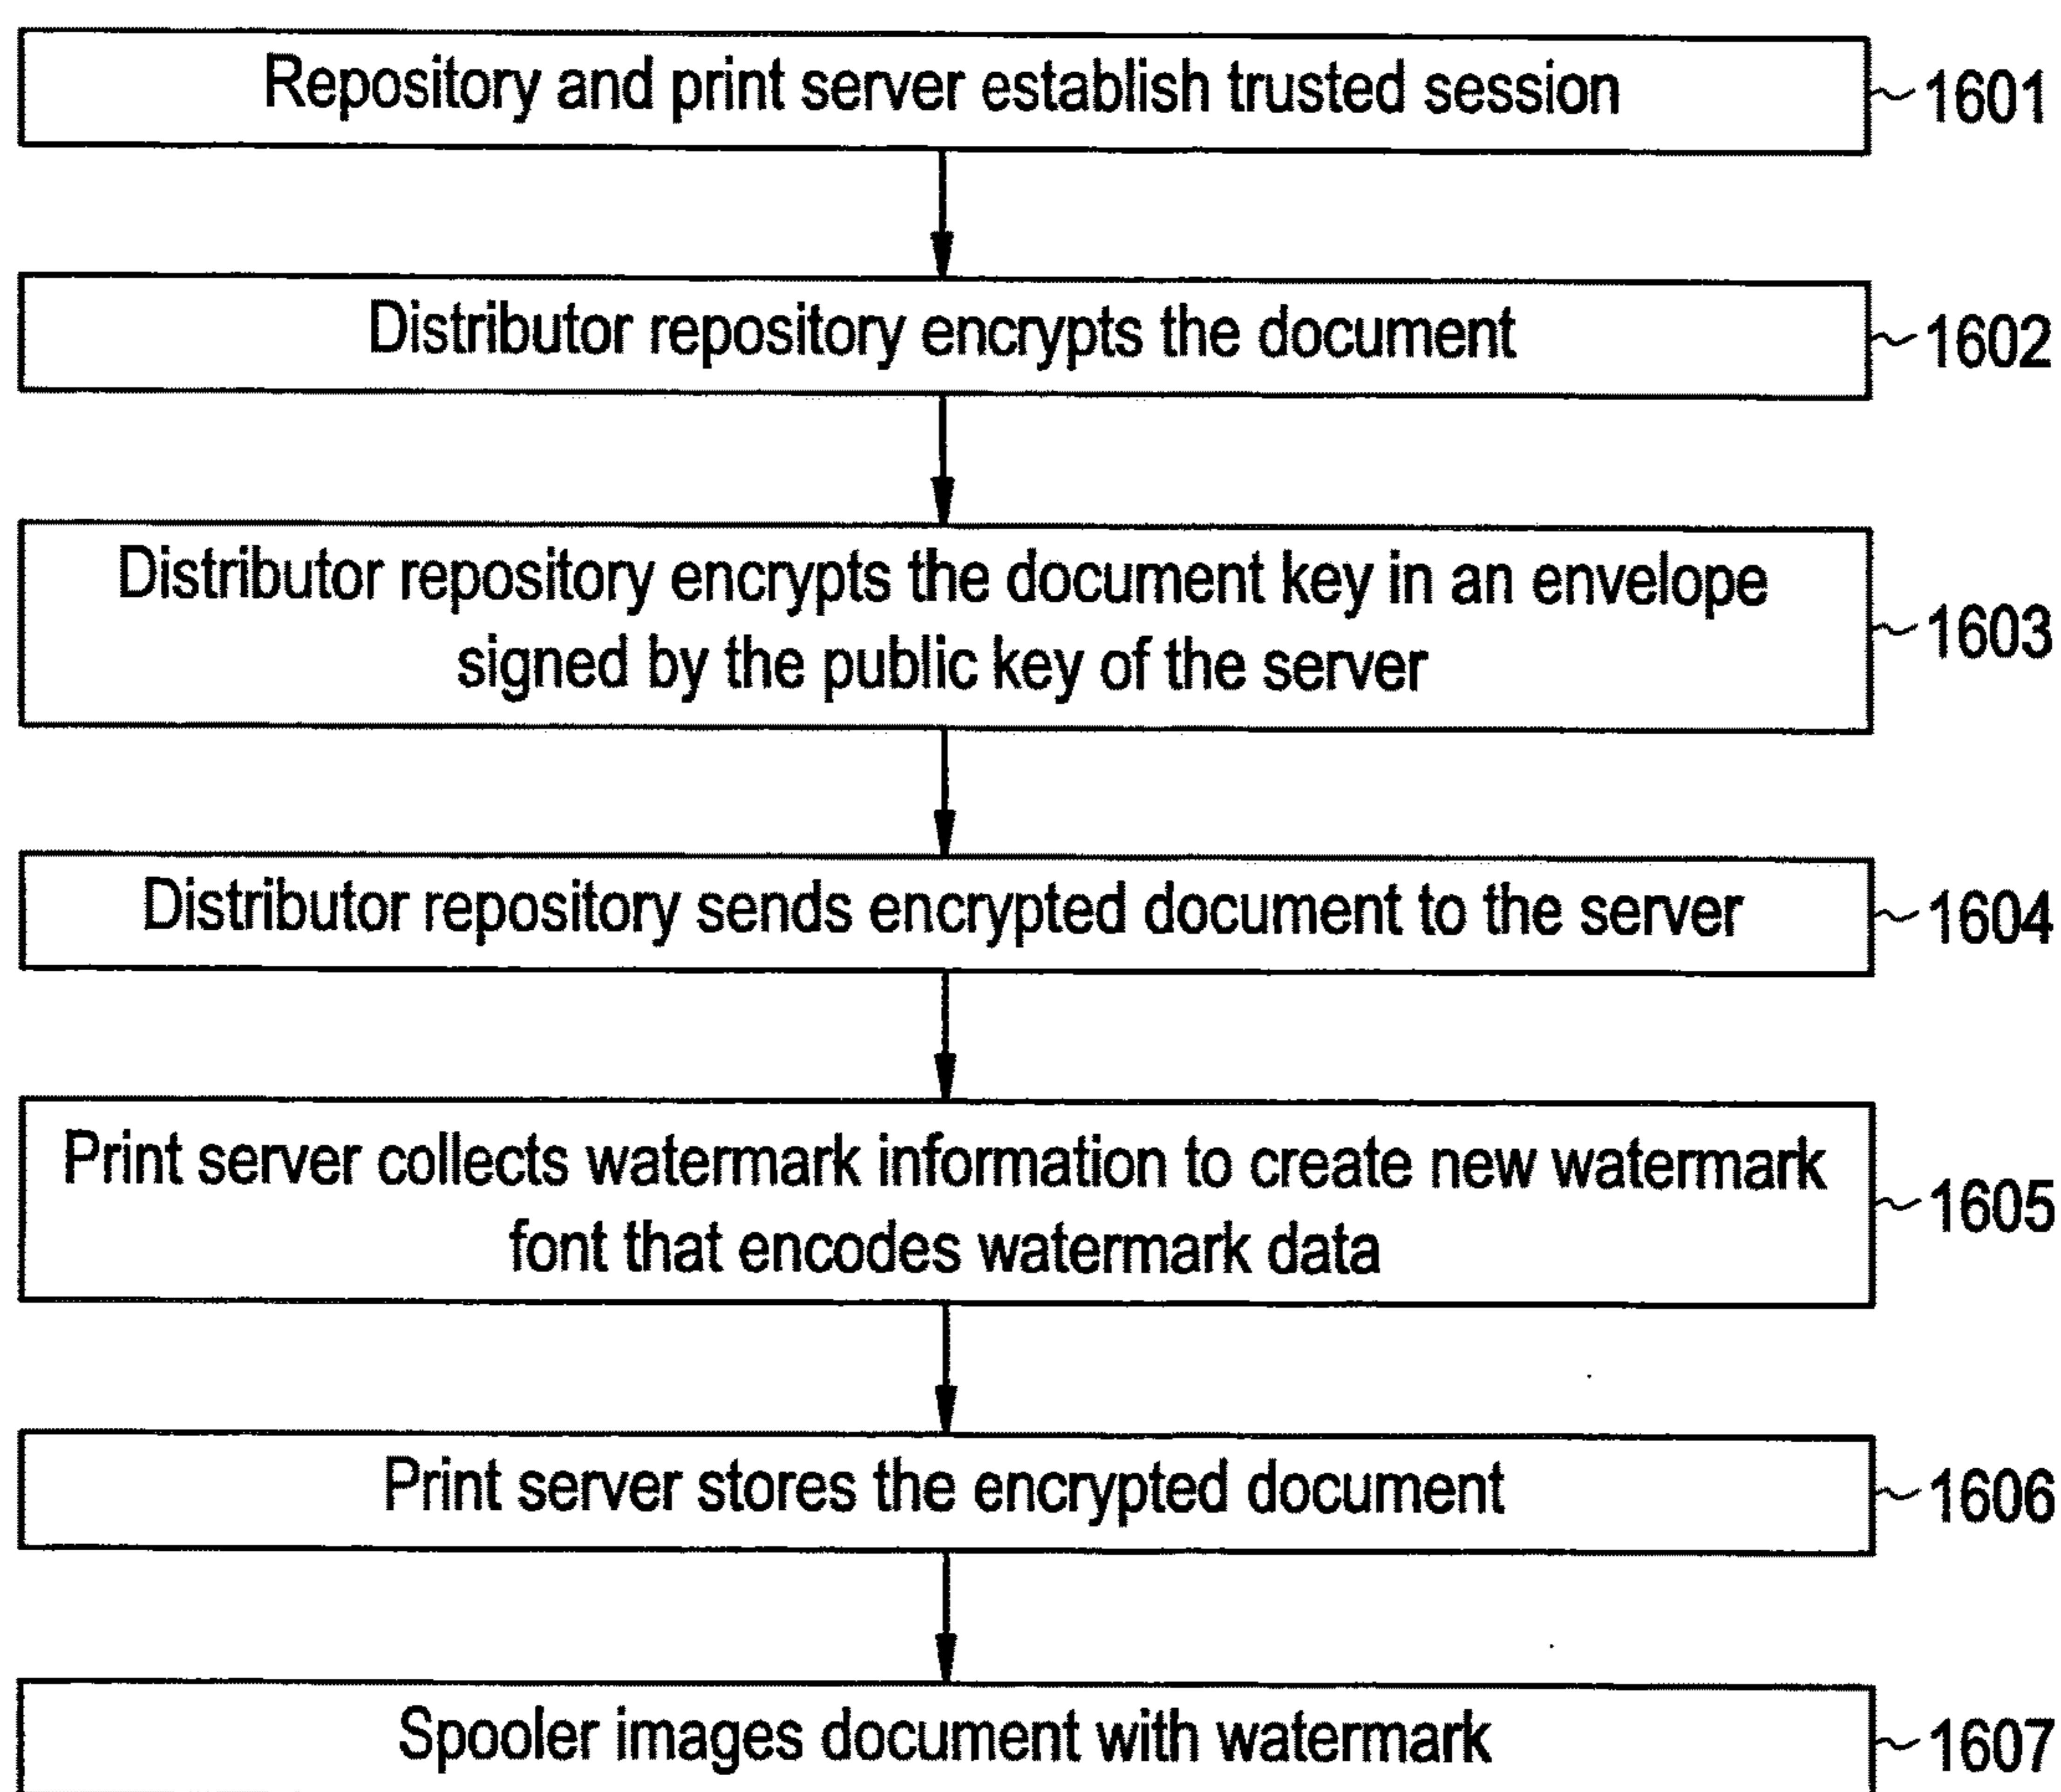 Repository and print server establish trusted session
1601
Distributor repository encrypts the document
1602
Distributor repository encrypts the document key in an envelope
signed by the public key of the server
1603
Distributor repository sends encrypted document to the server
1604
Print server collects watermark information to create new watermark
font that encodes watermark data
1605
Print server stores the encrypted document
1606
Spooler images document with watermark
1607